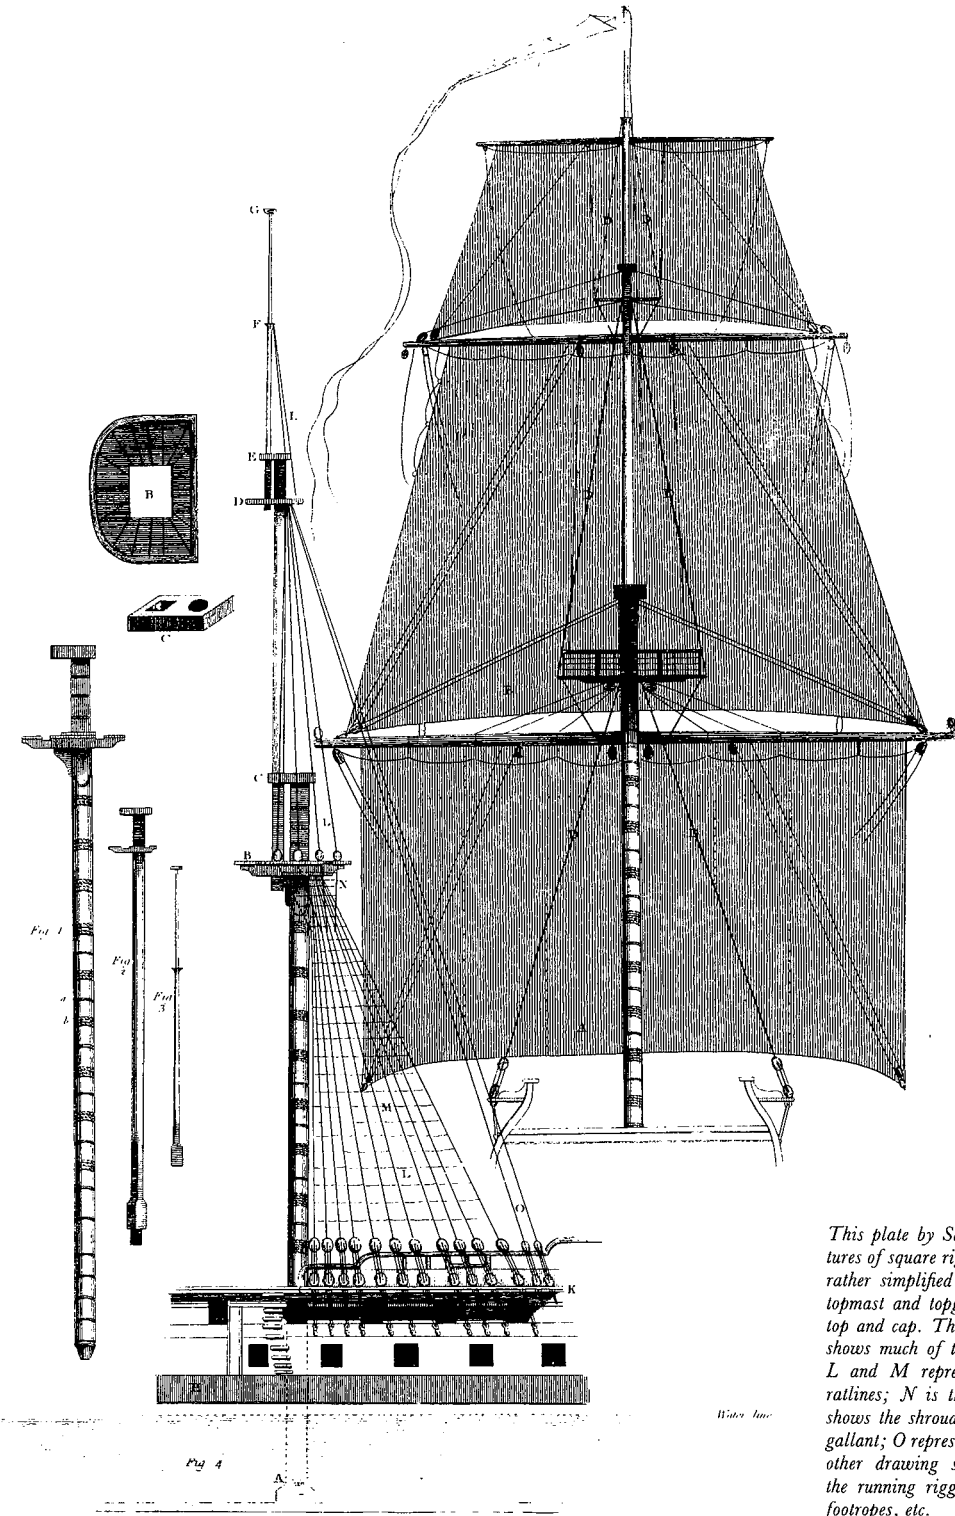 G
F
L
E
D
B
C
C
L
B
N
Fig 1
Fig 2
a
b
Fig 3
M
L
O
K
Water line
Fig 4
A
D
D
B
A
D
This plate by S
tures of square ri
rather simplified
topmast and topg
top and cap. Th
shows much of t
L and M repre
ratlines; N is th
shows the shroud
gallant; O repres
other drawing s
the running rigg
footropes, etc.